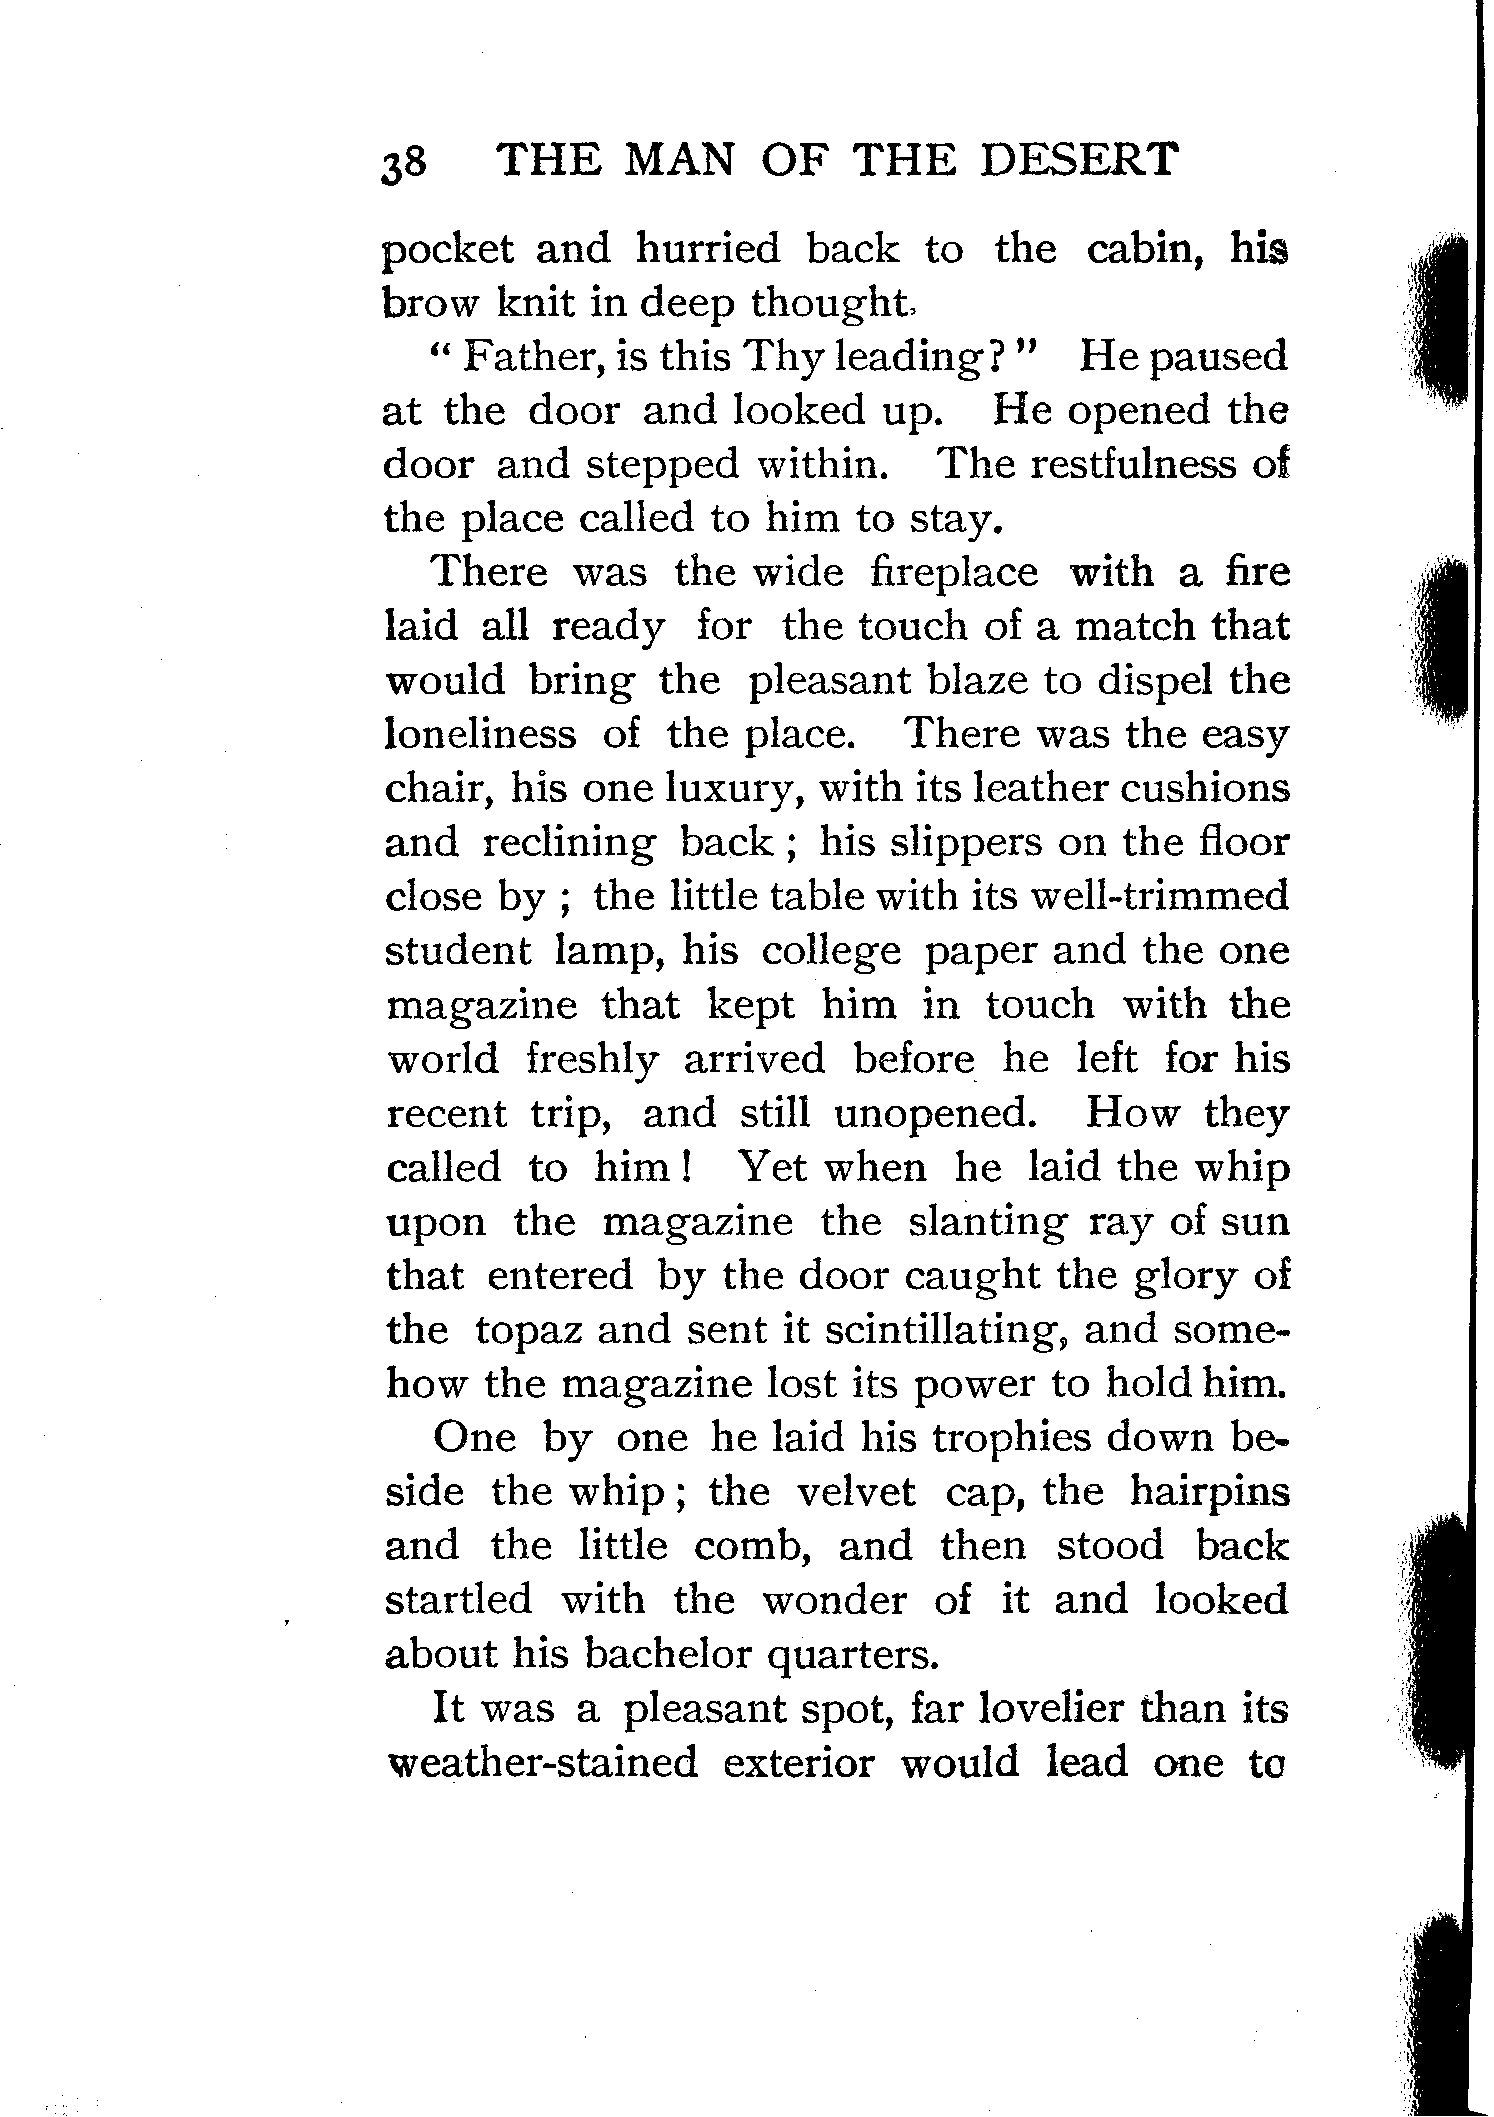 38 THE MAN OF THE DESERT
pocket and hurried back to the cabin, his
brow knit in deep thought,
" Father, is this Thy leading? " He paused
at the door and looked up. He opened the
door and stepped within. The restfulness of
the place called to him to stay.
There was the wide fireplace with a fire
laid all ready for the touch of a match that
would bring the pleasant blaze to dispel the
loneliness of the place. There was the easy
chair, his one luxury, with its leather cushions
and reclining back ; his slippers on the floor
close by ; the little table with its well-trimmed
student lamp, his college paper and the one
magazine that kept him in touch with the
world freshly arrived before he left for his
recent trip, and still unopened. How they
called to him ! Yet when he laid the whip
upon the magazine the slanting ray of sun
that entered by the door caught the glory of
the topaz and sent it scintillating, and some-
how the magazine lost its power to hold him.
One by one he laid his trophies down be-
side the whip ; the velvet cap, the hairpins
and the little comb, and then stood back
startled with the wonder of it and looked
about his bachelor quarters.
It was a pleasant spot, far lovelier than its
weather-stained exterior would lead one to